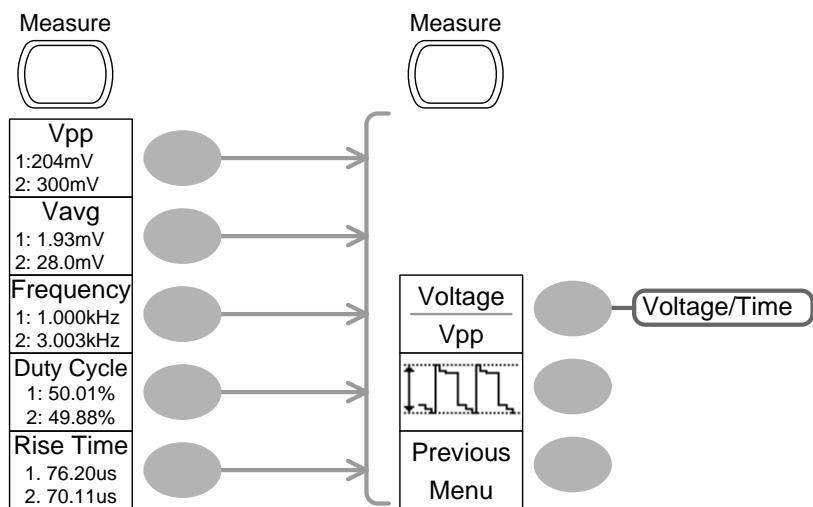 Measure
Vpp
1:204mV
2: 300mV
Vavg
1: 1.93mV
2: 28.0mV
Frequency
1: 1.000kHz
2: 3.003kHz
Duty Cycle
1: 50.01%
2: 49.88%
Rise Time
1. 76.20us
2. 70.11us
Measure
Voltage
Vpp
Previous
Menu
Voltage/Time